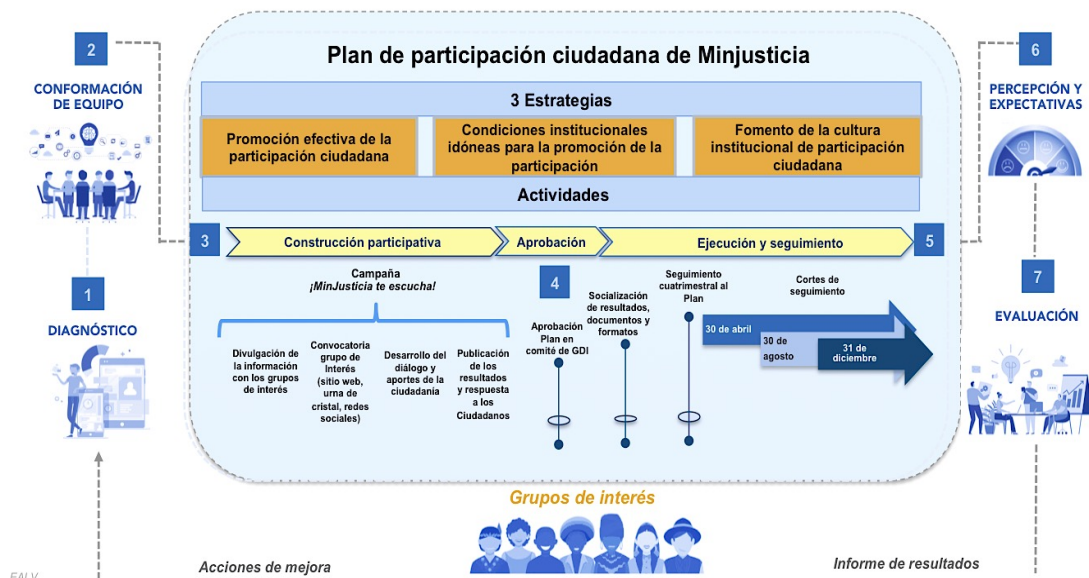 Plan de participación ciudadana de Minjusticia
3 Estrategias
Promoción efectiva de la
participación ciudadana
Condiciones institucionales
idóneas para la promoción de la
participación
Fomento de la cultura
institucional de participación
ciudadana
Actividades
2
CONFORMACIÓN
DE EQUIPO
1
DIAGNÓSTICO
3
Construcción participativa
Aprobación
Ejecución y seguimiento
5
Campaña
¡MinJusticia te escucha!
Divulgación de
la información
con los grupos
de interés
Convocatoria
grupo de
Interés
(sitio web,
urna de
cristal, redes
sociales)
Desarrollo del
diálogo y
aportes de la
ciudadanía
Publicación
de los
resultados
y respuesta
a los
Ciudadanos
4
Aprobación
Plan en
comité de GDI
Socialización
de resultados,
documentos y
formatos
Seguimiento
cuatrimestral al
Plan
Cortes de
seguimiento
30 de abril
30 de
agosto
31 de
diciembre
6
PERCEPCIÓN Y
EXPECTATIVAS
7
EVALUACIÓN
Grupos de interés
Acciones de mejora
Informe de resultados